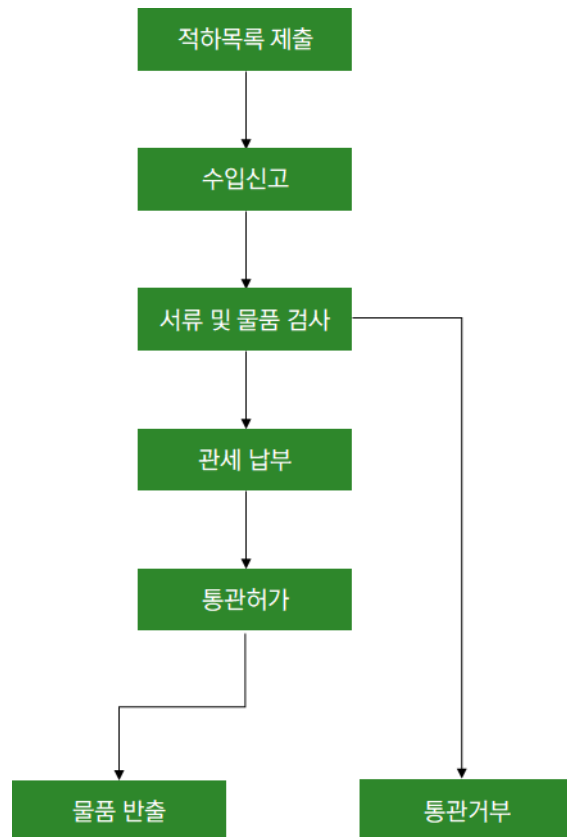 적하목록 제출
수입신고
서류 및 물품 검사
관세 납부
통관허가
물품 반출
통관거부